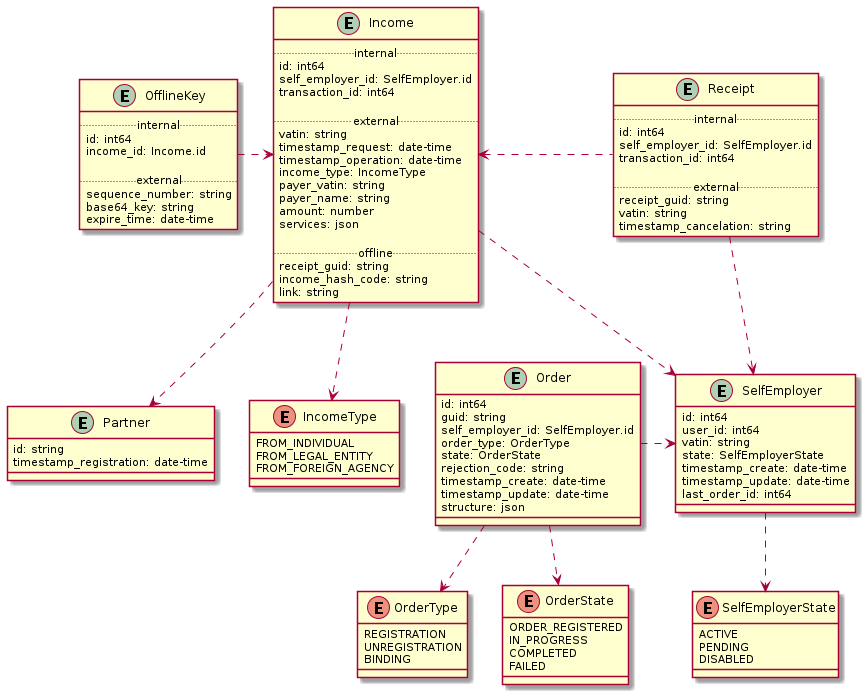 E Income
internal
id: int64
self_employer_id: SelfEmployer.id
transaction_id: int64
external
vatin: string
timestamp_request: date-time
timestamp_operation: date-time
income_type: IncomeType
payer_vatin: string
payer_name: string
amount: number
services: json
offline
receipt_guid: string
income_hash_code: string
link: string
E OfflineKey
internal
id: int64
income_id: Income.id
external
sequence_number: string
base64_key: string
expire_time: date-time
E Receipt
internal
id: int64
self_employer_id: SelfEmployer.id
transaction_id: int64
external
receipt_guid: string
vatin: string
timestamp_cancelation: string
E Partner
id: string
timestamp_registration: date-time
E IncomeType
FROM_INDIVIDUAL
FROM_LEGAL_ENTITY
FROM_FOREIGN_AGENCY
E Order
id: int64
guid: string
self_employer_id: SelfEmployer.id
order_type: OrderType
state: OrderState
rejection_code: string
timestamp_create: date-time
timestamp_update: date-time
structure: json
E SelfEmployer
id: int64
user_id: int64
vatin: string
state: SelfEmployerState
timestamp_create: date-time
timestamp_update: date-time
last_order_id: int64
E OrderType
REGISTRATION
UNREGISTRATION
BINDING
E OrderState
ORDER_REGISTERED
IN_PROGRESS
COMPLETED
FAILED
E SelfEmployerState
ACTIVE
PENDING
DISABLED